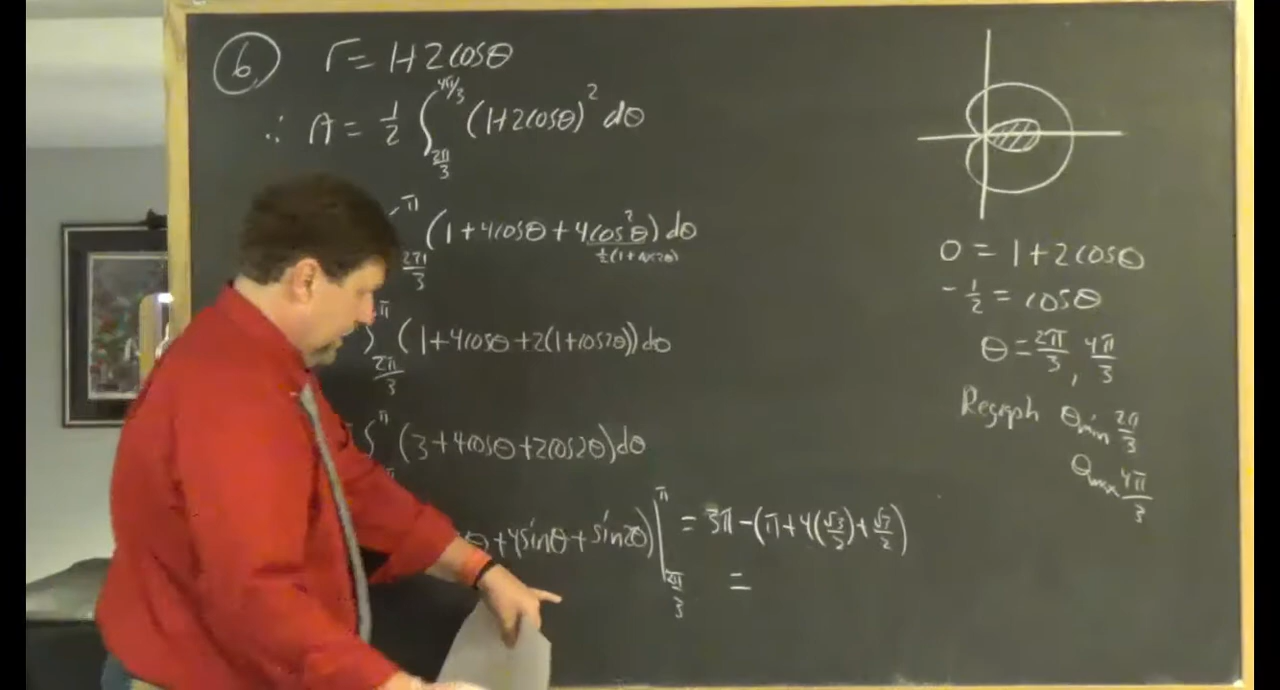 6 r = 1+2cosθ
∴ A = 1/2 ∫_{2π/3}^{4π/3} (1+2cosθ)² dθ
∫_{2π/3}^{π} (1+4cosθ+4cos²θ)dθ
1/2(1+cos2θ)
∫_{2π/3}^{π} (1+4cosθ+2(1+cos2θ))dθ
∫^{π} (3+4cosθ+2cos2θ)dθ
θ+4sinθ+sin2θ)|_{2π/3}^{π} = 3π-(π+4(√3/2)+
=
0 = 1+2cosθ
-1/2 = cosθ
θ = 2π/3, 4π/3
Regraph θmin 2π/3
θmax 4π/3